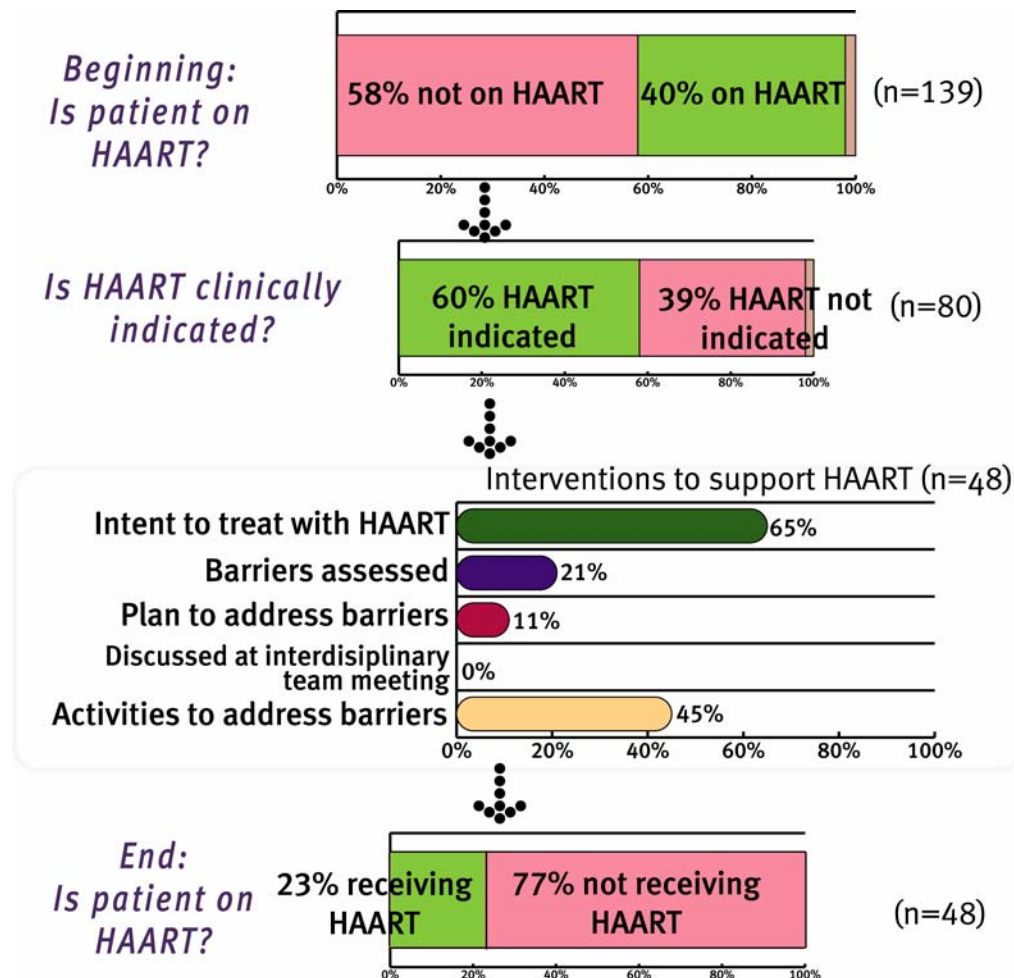 Beginning:
Is patient on
HAART?
58% not on HAART
40% on HAART
(n=139)
0% 20% 40% 60% 80% 100%
Is HAART clinically
indicated?
60% HAART
indicated
39% HAART not
indicated
(n=80)
0% 20% 40% 60% 80% 100%
Interventions to support HAART (n=48)
Intent to treat with HAART 65%
Barriers assessed 21%
Plan to address barriers 11%
Discussed at interdisiplinary
team meeting 0%
Activities to address barriers 45%
0% 20% 40% 60% 80% 100%
End:
Is patient on
HAART?
23% receiving
HAART
77% not receiving
HAART
(n=48)
0% 20% 40% 60% 80% 100%